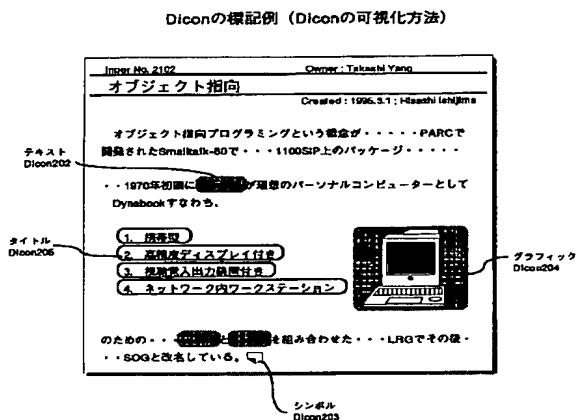 Diconの標記例（Diconの可視化方法）
Inper No. 2102
Owner : Takashi Yang
オブジェクト指向
Created : 1995.3.1 ; Hisashi Ishijima
オブジェクト指向プログラミングという概念が・・・・・PARCで
開発されたSmalltalk-80で・・・1100SIP上のパッケージ・・・・・
テキスト
Dicon202
・・1970年初頭に が理想のパーソナルコンピューターとして
Dynabookすなわち、
タイトル
Dicon205
1. 携帯型
2. 高精度ディスプレイ付き
3. 視聴覚入出力装置付き
4. ネットワーク内ワークステーション
グラフィック
Dicon204
のための・・ と を組み合わせた・・・LRGでその後・
・・SOGと改名している。
シンボル
Dicon203